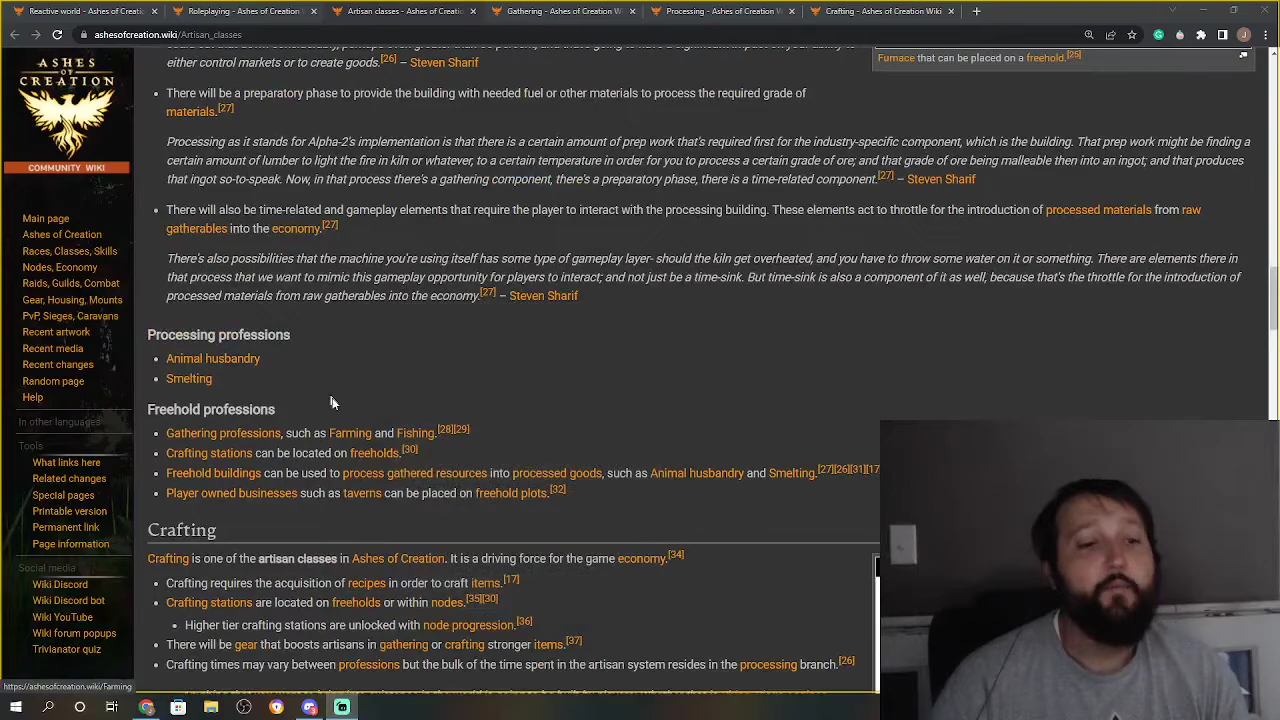 Reactive world - Ashes of Creation
Roleplaying - Ashes of Creation W
Artisan classes - Ashes of Creation
Gathering - Ashes of Creation Wi
Processing - Ashes of Creation W
Crafting - Ashes of Creation Wiki
ashesofcreation.wiki/Artisan_classes
ASHES OF CREATION
COMMUNITY WIKI
Main page
Ashes of Creation
Races, Classes, Skills
Nodes, Economy
Raids, Guilds, Combat
Gear, Housing, Mounts
PvP, Sieges, Caravans
Recent artwork
Recent media
Recent changes
Random page
Help
In other languages
Tools
What links here
Related changes
Special pages
Printable version
Permanent link
Page information
Social media
Wiki Discord
Wiki Discord bot
Wiki YouTube
Wiki forum popups
Trivianator quiz
https://ashesofcreation.wiki/Farming
either control markets or to create goods.[26] – Steven Sharif
Furnace that can be placed on a freehold.[25]
• There will be a preparatory phase to provide the building with needed fuel or other materials to process the required grade of
materials.[27]
Processing as it stands for Alpha-2's implementation is that there is a certain amount of prep work that's required first for the industry-specific component, which is the building. That prep work might be finding a
certain amount of lumber to light the fire in kiln or whatever, to a certain temperature in order for you to process a certain grade of ore; and that grade of ore being malleable then into an ingot; and that produces
that ingot so-to-speak. Now, in that process there's a gathering component, there's a preparatory phase, there is a time-related component.[27] – Steven Sharif
• There will also be time-related and gameplay elements that require the player to interact with the processing building. These elements act to throttle for the introduction of processed materials from raw
gatherables into the economy.[27]
There's also possibilities that the machine you're using itself has some type of gameplay layer- should the kiln get overheated, and you have to throw some water on it or something. There are elements there in
that process that we want to mimic this gameplay opportunity for players to interact; and not just be a time-sink. But time-sink is also a component of it as well, because that's the throttle for the introduction of
processed materials from raw gatherables into the economy.[27] – Steven Sharif
Processing professions
• Animal husbandry
• Smelting
Freehold professions
• Gathering professions, such as Farming and Fishing.[28][29]
• Crafting stations can be located on freeholds.[30]
• Freehold buildings can be used to process gathered resources into processed goods, such as Animal husbandry and Smelting.[27][26][31][17
• Player owned businesses such as taverns can be placed on freehold plots.[32]
Crafting
Crafting is one of the artisan classes in Ashes of Creation. It is a driving force for the game economy.[34]
• Crafting requires the acquisition of recipes in order to craft items.[17]
• Crafting stations are located on freeholds or within nodes.[35][30]
• Higher tier crafting stations are unlocked with node progression.[36]
• There will be gear that boosts artisans in gathering or crafting stronger items.[37]
• Crafting times may vary between professions but the bulk of the time spent in the artisan system resides in the processing branch.[26]